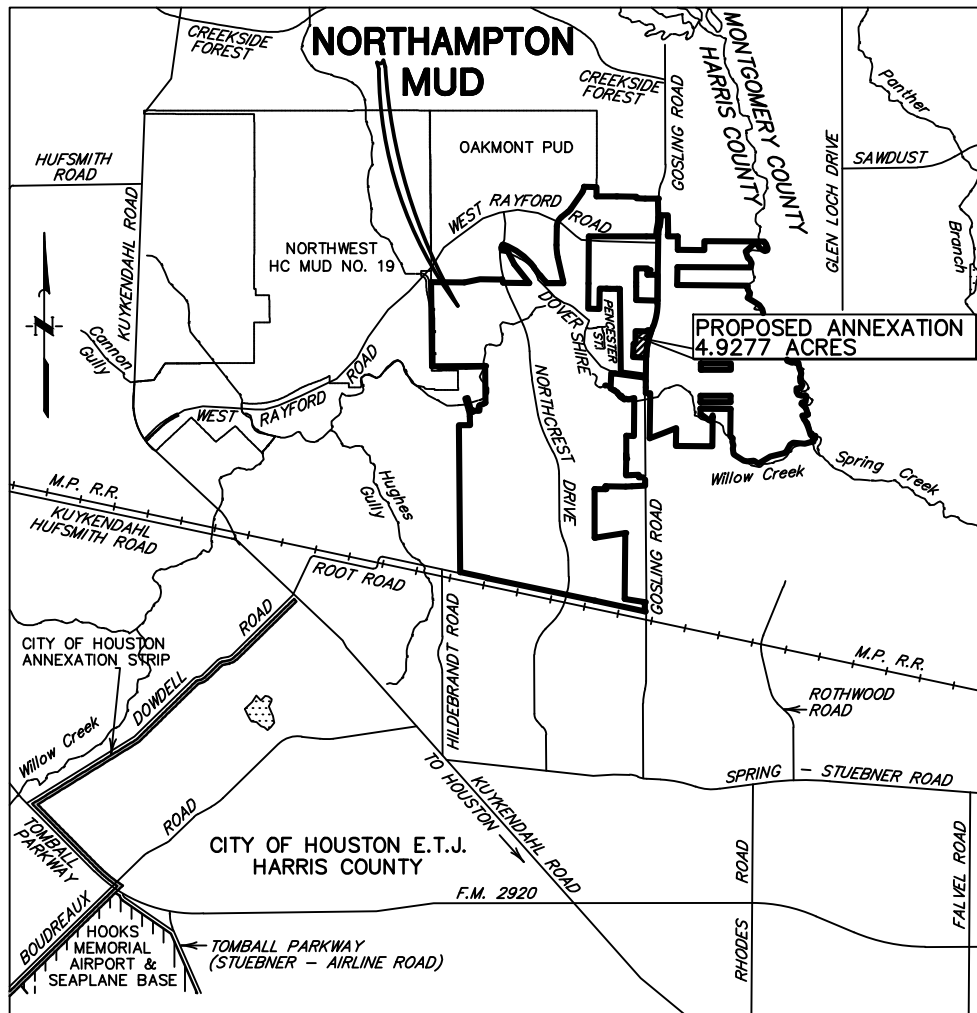 CREEKSIDE
FOREST
NORTHAMPTON
MUD
CREEKSIDE
FOREST
GOSLING ROAD
MONTGOMERY COUNTY
HARRIS COUNTY
Panther
Branch
GLEN LOCH DRIVE
SAWDUST
HUFSMITH
ROAD
KUYKENDAHL ROAD
OAKMONT PUD
WEST RAYFORD
ROAD
NORTHWEST
HC MUD NO. 19
N
Cannon
Gully
DOVER
SHIRE
PENCESTER
ST.
PROPOSED ANNEXATION
4.9277 ACRES
WEST RAYFORD
ROAD
NORTHCREST
DRIVE
Willow Creek
Spring Creek
Hughes
Gully
M.P. R.R.
KUYKENDAHL
HUFSMITH ROAD
ROOT ROAD
GOSLING ROAD
CITY OF HOUSTON
ANNEXATION STRIP
DOWDELL
ROAD
HILDEBRANDT ROAD
M.P. R.R.
ROTHWOOD
ROAD
Willow Creek
SPRING - STUEBNER ROAD
TOMBALL
PARKWAY
ROAD
TO HOUSTON
KUYKENDAHL ROAD
CITY OF HOUSTON E.T.J.
HARRIS COUNTY
F.M. 2920
RHODES
ROAD
FALVEL ROAD
BOUDREAUX
HOOKS
MEMORIAL
AIRPORT &
SEAPLANE BASE
TOMBALL PARKWAY
(STUEBNER - AIRLINE ROAD)